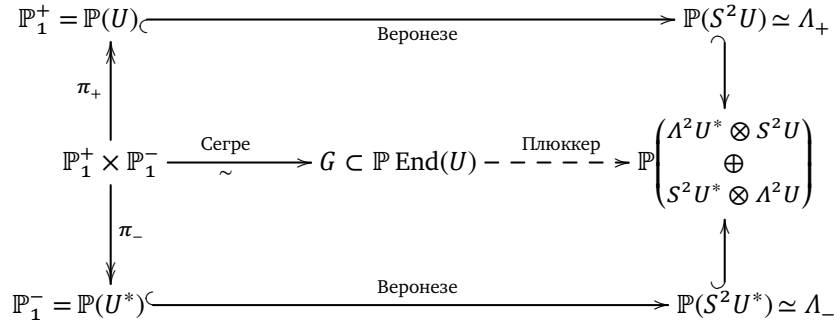 ℙ₁⁺ = ℙ(U) Веронезе ℙ(S²U) ≃ Λ₊
π₊
ℙ₁⁺ × ℙ₁⁻ Сегре ∼ G ⊂ ℙ End(U) Плюккер ℙ(Λ²U* ⊗ S²U ⊕ S²U* ⊗ Λ²U)
π₋
ℙ₁⁻ = ℙ(U*) Веронезе ℙ(S²U*) ≃ Λ₋